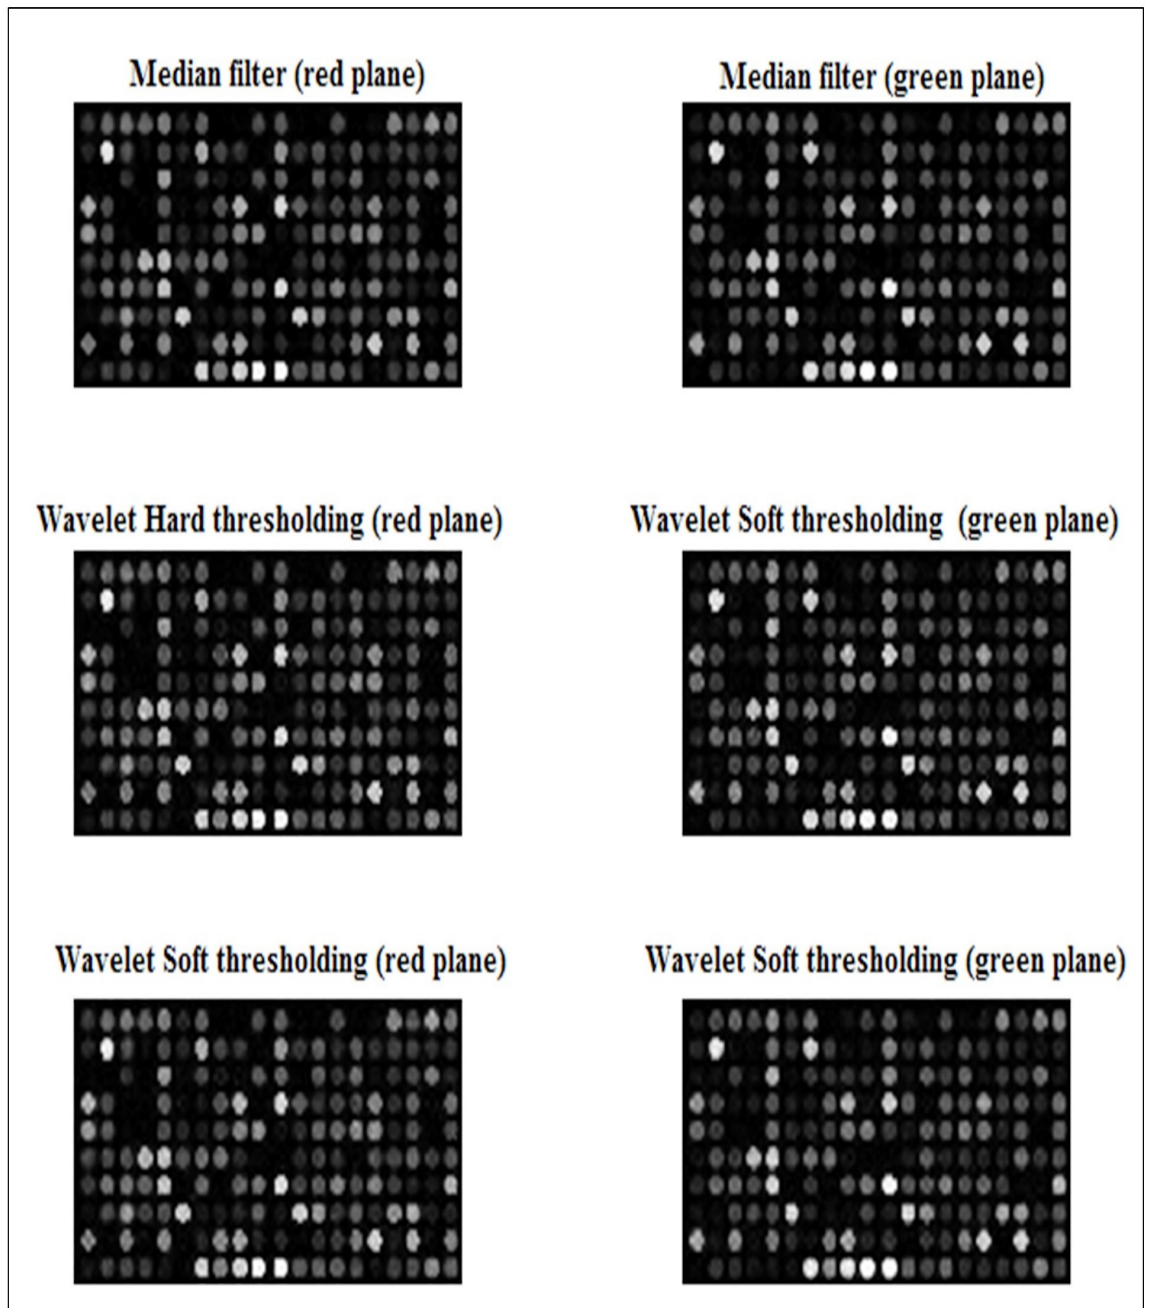 Median filter (red plane)
Median filter (green plane)
Wavelet Hard thresholding (red plane)
Wavelet Soft thresholding (green plane)
Wavelet Soft thresholding (red plane)
Wavelet Soft thresholding (green plane)